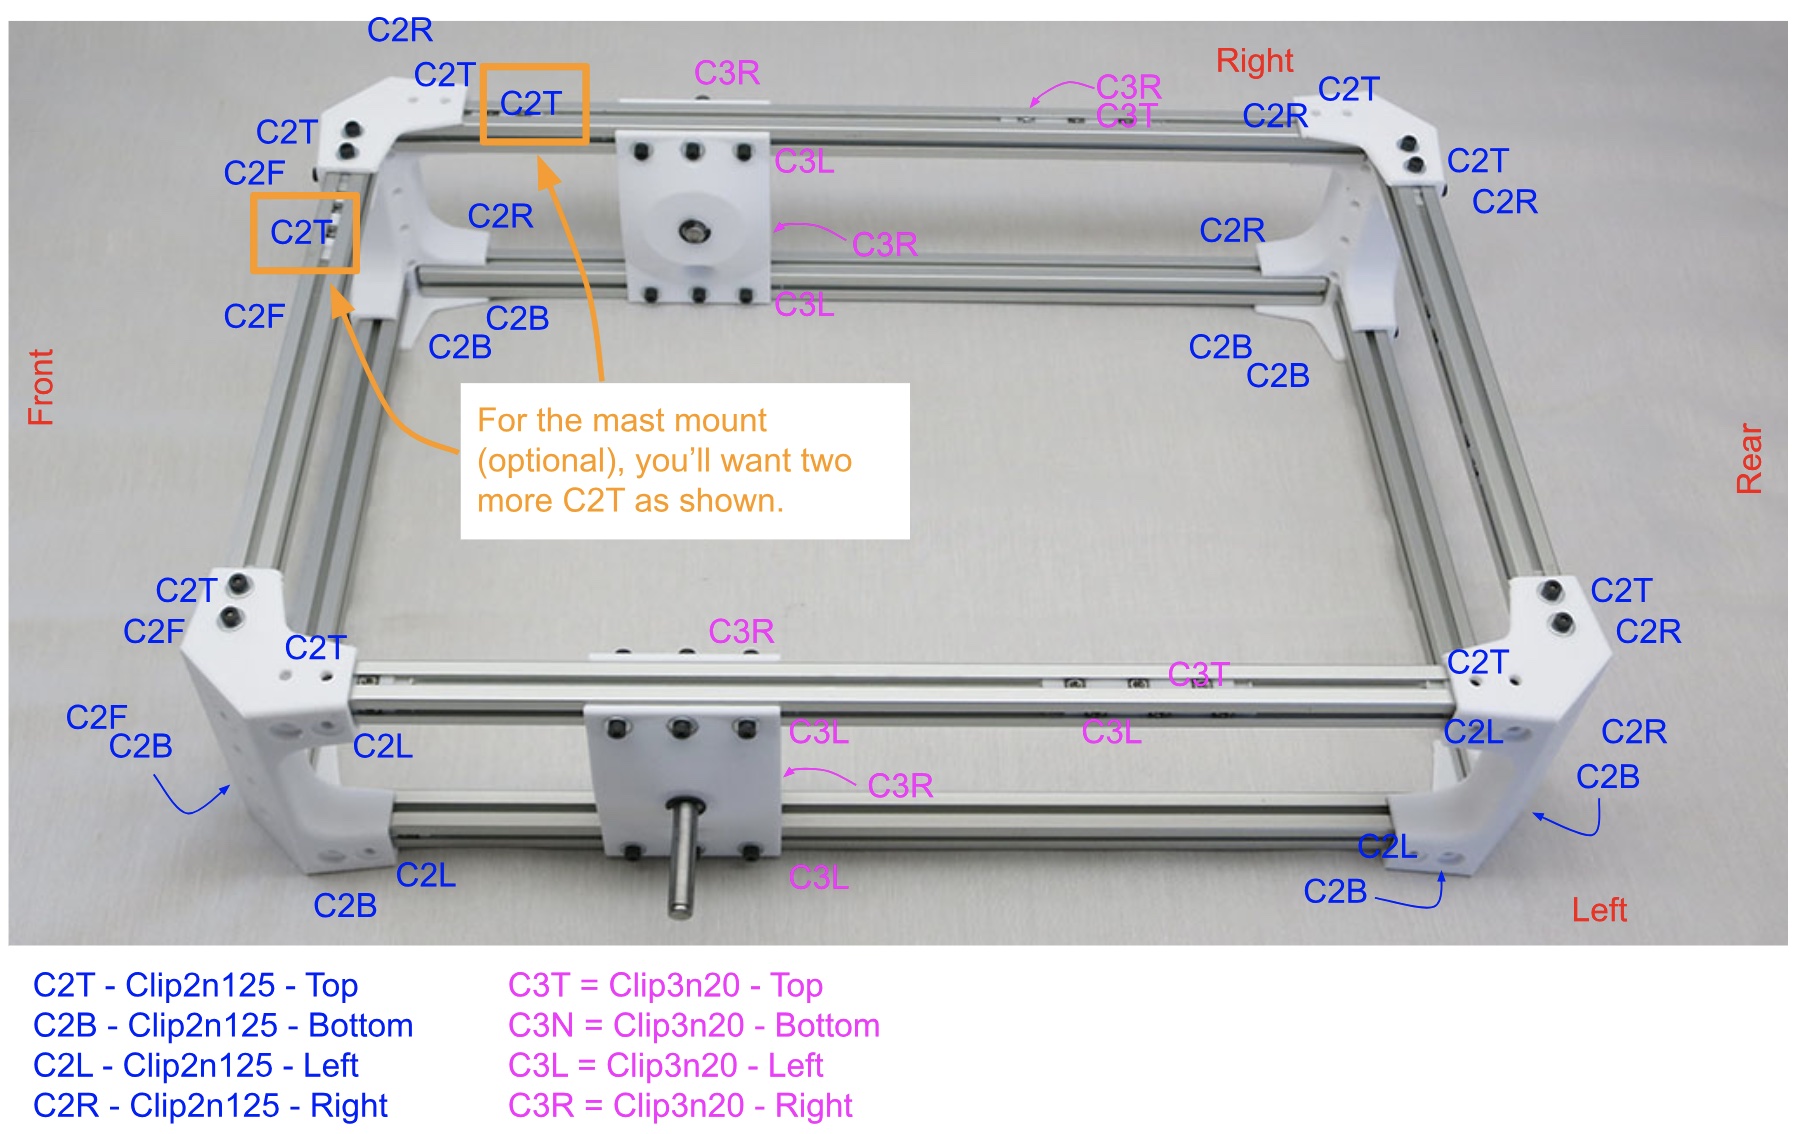 C2R
C2T
C2T
C3R
Right
C3R
C3T
C2R
C2T
C2T
C2F
C2T
C3L
C2T
C2R
C2R
C3R
C2R
C2F
C2B
C2B
C3L
C2B
C2B
Front
Rear
For the mast mount
(optional), you’ll want two
more C2T as shown.
C2T
C2F
C2T
C3R
C3T
C2T
C2T
C2R
C2F
C2B
C2L
C3L
C3L
C2L
C2R
C2B
C3R
C2L
C2B
C3L
C2L
C2B
Left
C2T - Clip2n125 - Top
C2B - Clip2n125 - Bottom
C2L - Clip2n125 - Left
C2R - Clip2n125 - Right
C3T = Clip3n20 - Top
C3N = Clip3n20 - Bottom
C3L = Clip3n20 - Left
C3R = Clip3n20 - Right